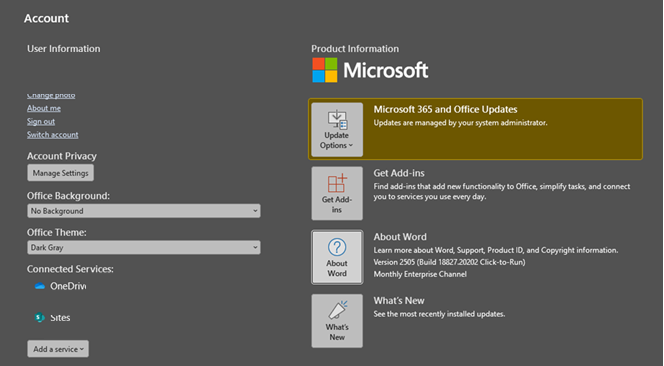 Account
User Information
Change photo
About me
Sign out
Switch account
Account Privacy
Manage Settings
Office Background:
No Background
Office Theme:
Dark Gray
Connected Services:
OneDrive
Sites
Add a service
Product Information
Microsoft
Update
Options
Microsoft 365 and Office Updates
Updates are managed by your system administrator.
Get Add-
ins
Get Add-ins
Find add-ins that add new functionality to Office, simplify tasks, and connect
you to services you use every day.
About
Word
About Word
Learn more about Word, Support, Product ID, and Copyright information.
Version 2505 (Build 18827.20202 Click-to-Run)
Monthly Enterprise Channel
What's
New
What's New
See the most recently installed updates.